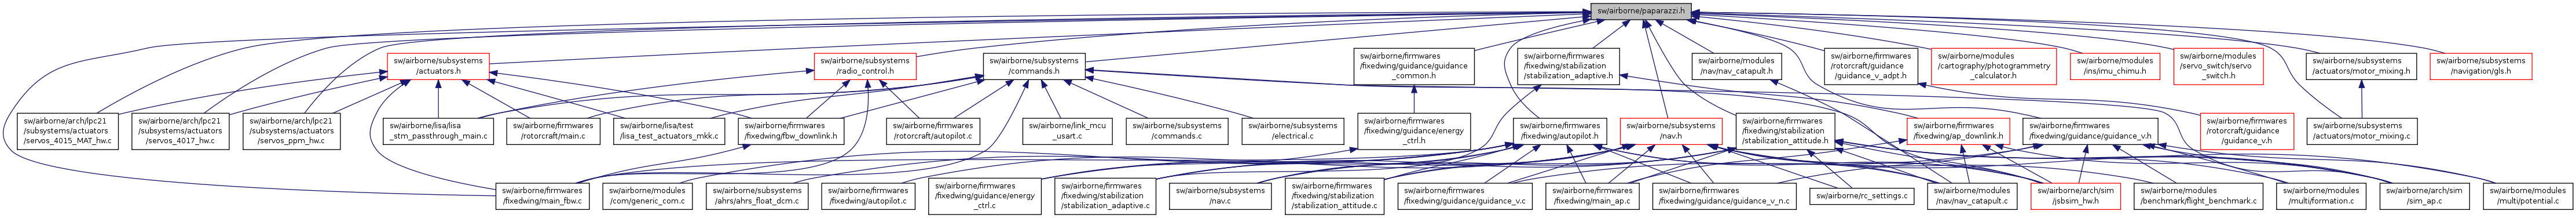 sw/airborne/paparazzi.h
sw/airborne/subsystems
/actuators.h
sw/airborne/subsystems
/radio_control.h
sw/airborne/subsystems
/commands.h
sw/airborne/firmwares
/fixedwing/guidance/guidance
_common.h
sw/airborne/firmwares
/fixedwing/stabilization
/stabilization_adaptive.h
sw/airborne/modules
/nav/nav_catapult.h
sw/airborne/firmwares
/rotorcraft/guidance
/guidance_v_adpt.h
sw/airborne/modules
/cartography/photogrammetry
_calculator.h
sw/airborne/modules
/ins/imu_chimu.h
sw/airborne/modules
/servo_switch/servo
_switch.h
sw/airborne/subsystems
/actuators/motor_mixing.h
sw/airborne/subsystems
/navigation/gls.h
sw/airborne/arch/lpc21
/subsystems/actuators
/servos_4015_MAT_hw.c
sw/airborne/arch/lpc21
/subsystems/actuators
/servos_4017_hw.c
sw/airborne/arch/lpc21
/subsystems/actuators
/servos_ppm_hw.c
sw/airborne/lisa/lisa
_stm_passthrough_main.c
sw/airborne/firmwares
/rotorcraft/main.c
sw/airborne/lisa/test
/lisa_test_actuators_mkk.c
sw/airborne/firmwares
/fixedwing/fbw_downlink.h
sw/airborne/firmwares
/rotorcraft/autopilot.c
sw/airborne/link_mcu
_usart.c
sw/airborne/subsystems
/commands.c
sw/airborne/subsystems
/electrical.c
sw/airborne/firmwares
/fixedwing/guidance/energy
_ctrl.h
sw/airborne/firmwares
/fixedwing/autopilot.h
sw/airborne/subsystems
/nav.h
sw/airborne/firmwares
/fixedwing/stabilization
/stabilization_attitude.h
sw/airborne/firmwares
/fixedwing/ap_downlink.h
sw/airborne/firmwares
/fixedwing/guidance/guidance_v.h
sw/airborne/firmwares
/rotorcraft/guidance
/guidance_v.h
sw/airborne/subsystems
/actuators/motor_mixing.c
sw/airborne/firmwares
/fixedwing/main_fbw.c
sw/airborne/modules
/com/generic_com.c
sw/airborne/subsystems
/ahrs/ahrs_float_dcm.c
sw/airborne/firmwares
/fixedwing/autopilot.c
sw/airborne/firmwares
/fixedwing/guidance/energy
_ctrl.c
sw/airborne/firmwares
/fixedwing/stabilization
/stabilization_adaptive.c
sw/airborne/subsystems
/nav.c
sw/airborne/firmwares
/fixedwing/stabilization
/stabilization_attitude.c
sw/airborne/firmwares
/fixedwing/guidance/guidance_v.c
sw/airborne/firmwares
/fixedwing/main_ap.c
sw/airborne/firmwares
/fixedwing/guidance/guidance_v_n.c
sw/airborne/rc_settings.c
sw/airborne/modules
/nav/nav_catapult.c
sw/airborne/arch/sim
/jsbsim_hw.h
sw/airborne/modules
/benchmark/flight_benchmark.c
sw/airborne/modules
/multi/formation.c
sw/airborne/arch/sim
/sim_ap.c
sw/airborne/modules
/multi/potential.c